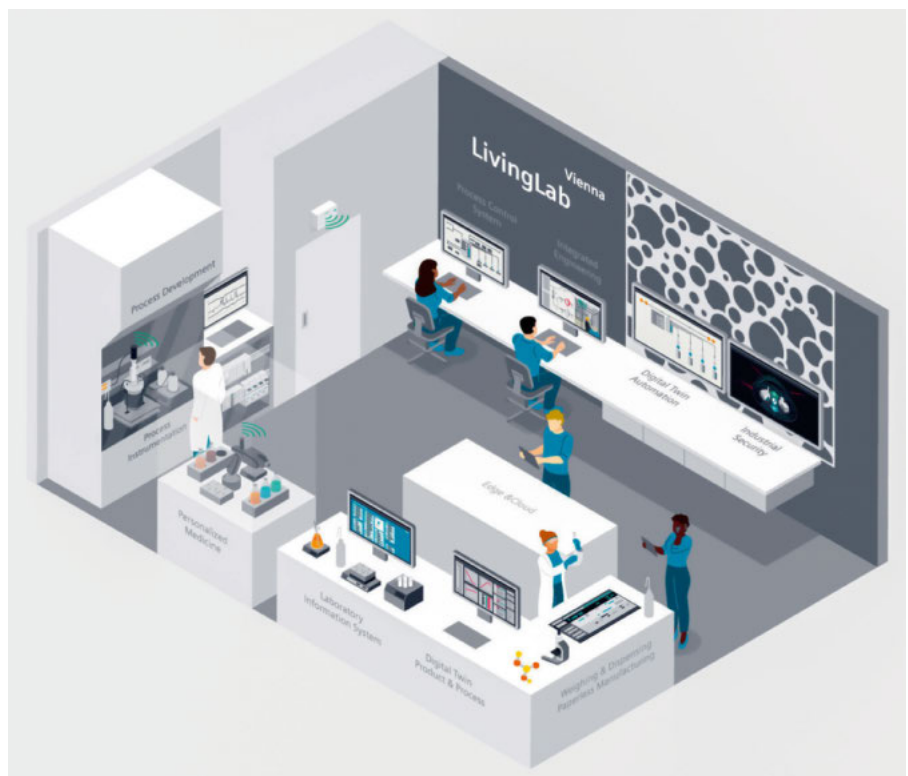 LivingLab
Vienna
Process Control
System
Integrated
Engineering
Process Development
Process
Instrumentation
Digital Twin
Automation
Industrial
Security
Edge &Cloud
Personalized
Medicine
Laboratory
Information System
Digital Twin
Product & Process
Weighing & Dispensing
Paperless Manufacturing